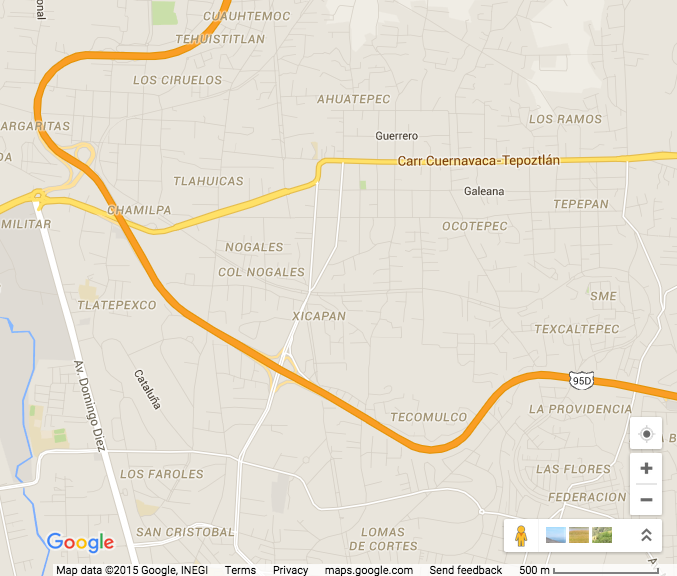 CUAUHTEMOC
TEHUISTITLAN
LOS CIRUELOS
AHUATEPEC
LOS RAMOS
ARGARITAS
Guerrero
Carr Cuernavaca-Tepoztlán
TLAHUICAS
Galeana
TEPEPAN
CHAMILPA
MILITAR
OCOTEPEC
NOGALES
COL NOGALES
SME
TLATEPEXCO
XICAPAN
TEXCALTEPEC
95D
Cataluña
Av. Domingo Diez
TECOMULCO
LA PROVIDENCIA
LOS FAROLES
LAS FLORES
FEDERACION
SAN CRISTOBAL
LOMAS
DE CORTES
Google
Map data ©2015 Google, INEGI Terms Privacy maps.google.com Send feedback 500 m